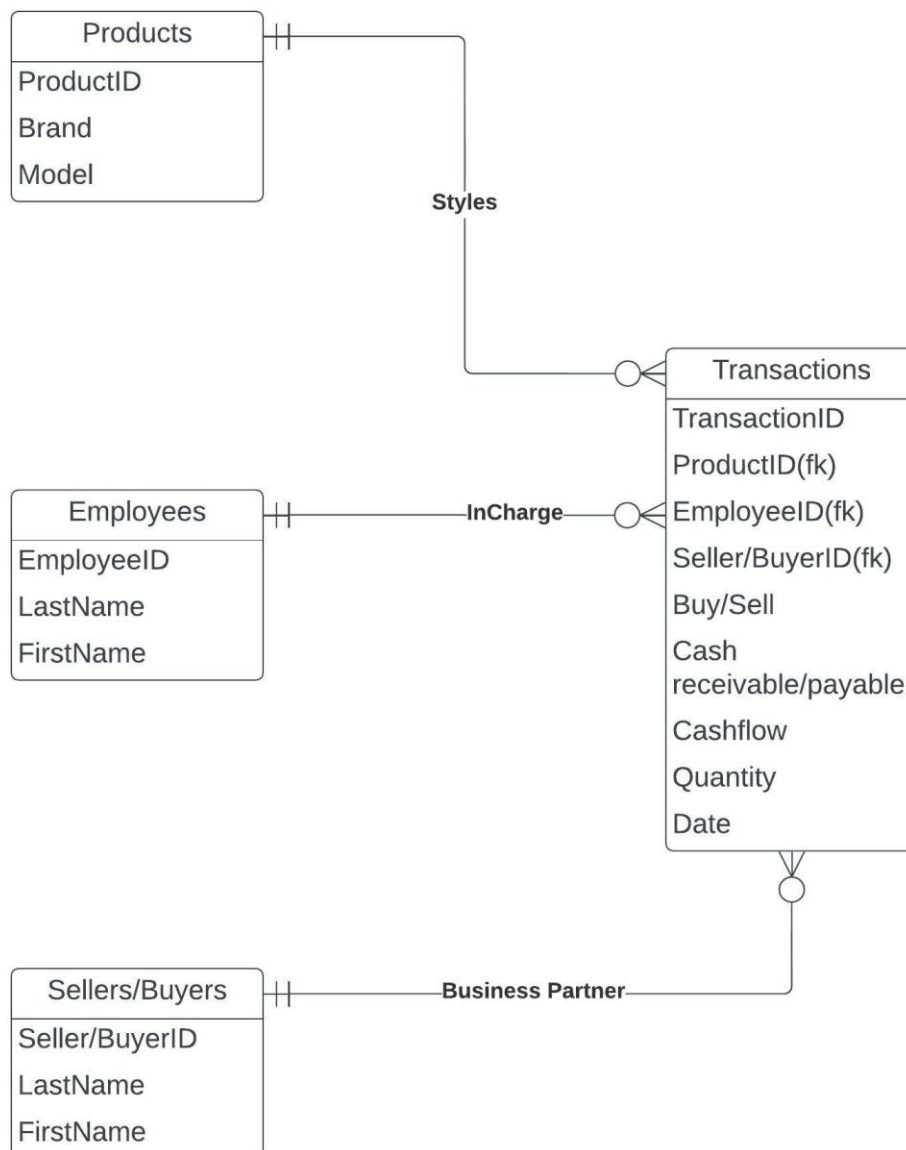 Products
ProductID
Brand
Model
Styles
Transactions
TransactionID
ProductID(fk)
EmployeeID(fk)
Seller/BuyerID(fk)
Buy/Sell
Cash
receivable/payable
Cashflow
Quantity
Date
Employees
EmployeeID
LastName
FirstName
InCharge
Sellers/Buyers
Seller/BuyerID
LastName
FirstName
Business Partner